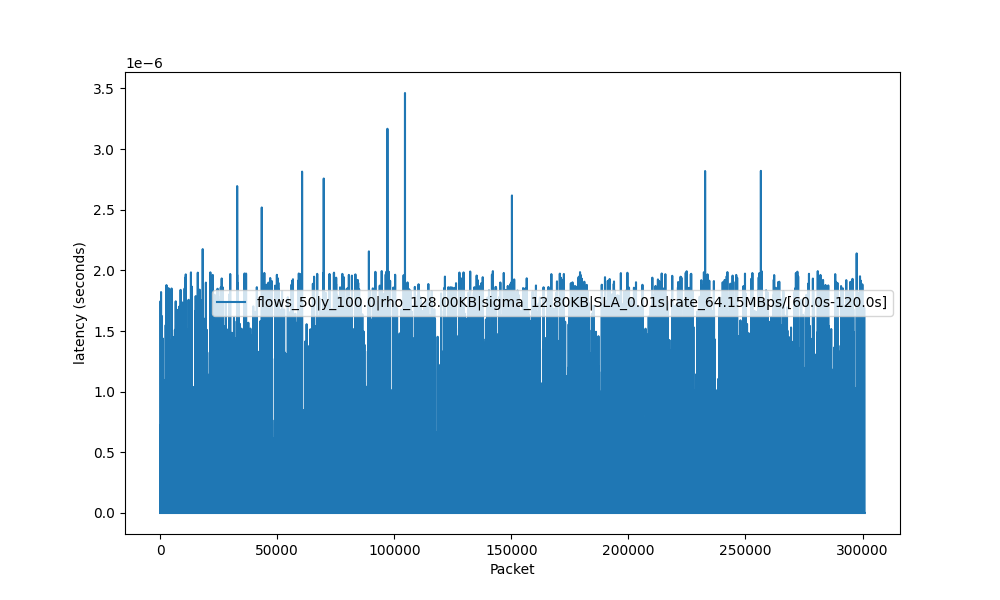 1e−6
3.5
3.0
2.5
2.0
1.5
1.0
0.5
0.0
latency (seconds)
flows_50|y_100.0|rho_128.00KB|sigma_12.80KB|SLA_0.01s|rate_64.15MBps/[60.0s-120.0s]
0 50000 100000 150000 200000 250000 300000
Packet